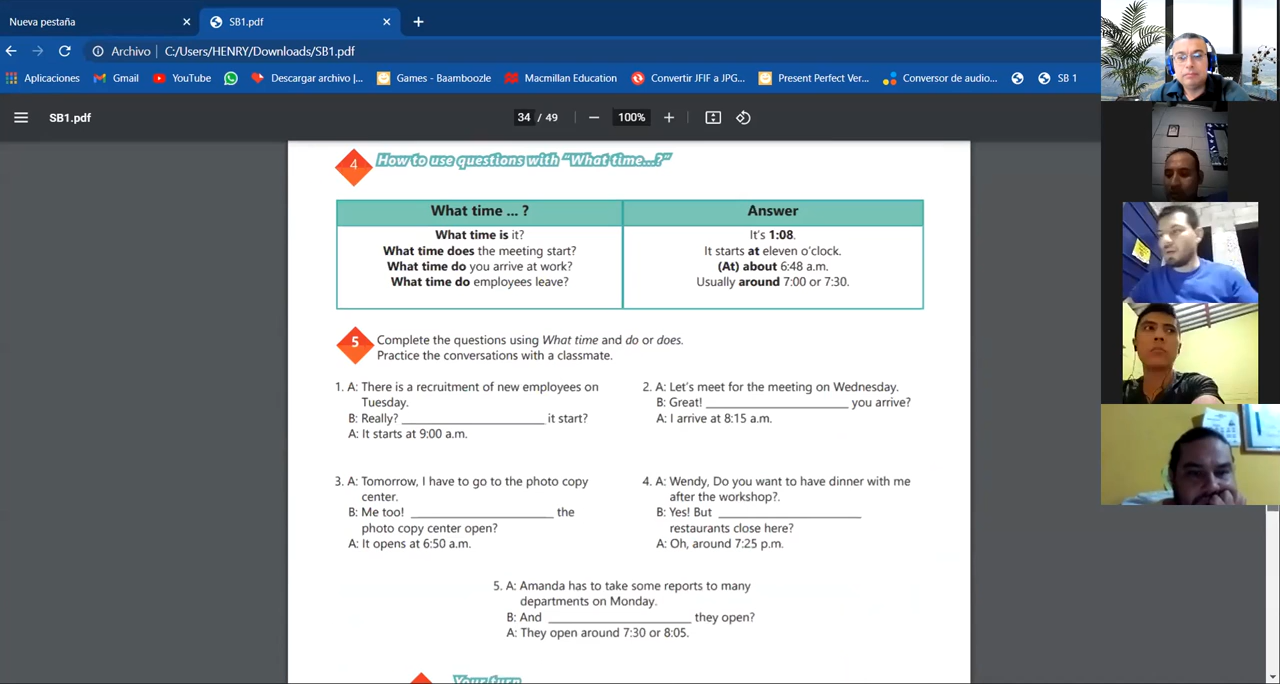 Nueva pestaña
SB1.pdf
Archivo C:/Users/HENRY/Downloads/SB1.pdf
Aplicaciones Gmail YouTube Descargar archivo |... Games - Baamboozle Macmillan Education Convertir JFIF a JPG... Present Perfect Ver... Conversor de audio... SB 1
SB1.pdf 34 / 49 100%
4 How to use questions with “What time...?”
What time ... ? Answer
What time is it? It's 1:08.
What time does the meeting start? It starts at eleven o'clock.
What time do you arrive at work? (At) about 6:48 a.m.
What time do employees leave? Usually around 7:00 or 7:30.
5 Complete the questions using What time and do or does.
Practice the conversations with a classmate.
1. A: There is a recruitment of new employees on
Tuesday.
B: Really? ______________________ it start?
A: It starts at 9:00 a.m.
2. A: Let's meet for the meeting on Wednesday.
B: Great! ______________________ you arrive?
A: I arrive at 8:15 a.m.
3. A: Tomorrow, I have to go to the photo copy
center.
B: Me too! ______________________ the
photo copy center open?
A: It opens at 6:50 a.m.
4. A: Wendy, Do you want to have dinner with me
after the workshop?.
B: Yes! But ______________________
restaurants close here?
A: Oh, around 7:25 p.m.
5. A: Amanda has to take some reports to many
departments on Monday.
B: And ______________________ they open?
A: They open around 7:30 or 8:05.
Your turn